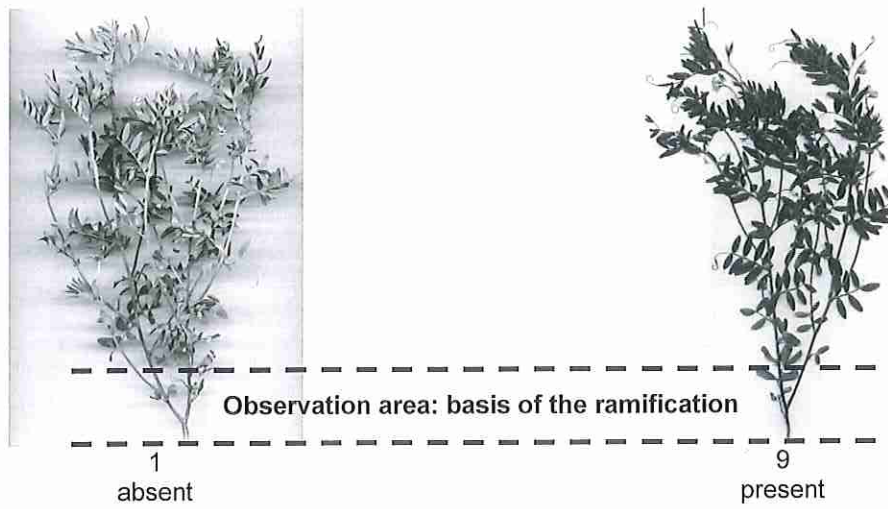 Observation area: basis of the ramification
1
absent
9
present